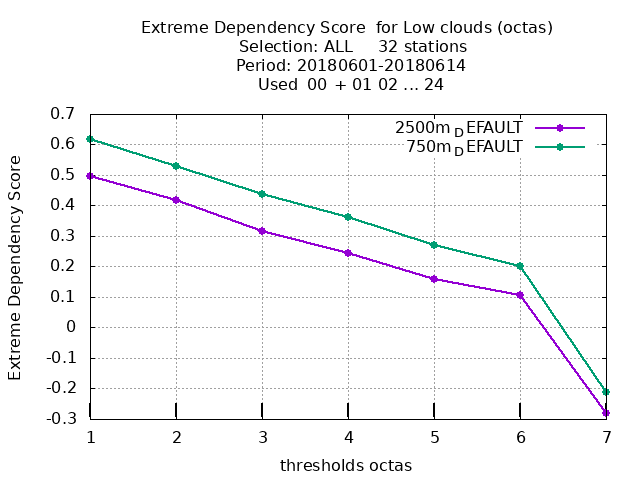 Extreme Dependency Score  for Low clouds (octas)
Selection: ALL     32 stations
Period: 20180601-20180614
Used  00  + 01 02 ... 24
2500m_DEFAULT
750m_DEFAULT
Extreme Dependency Score
0.7
0.6
0.5
0.4
0.3
0.2
0.1
0
-0.1
-0.2
-0.3
1 2 3 4 5 6 7
thresholds octas